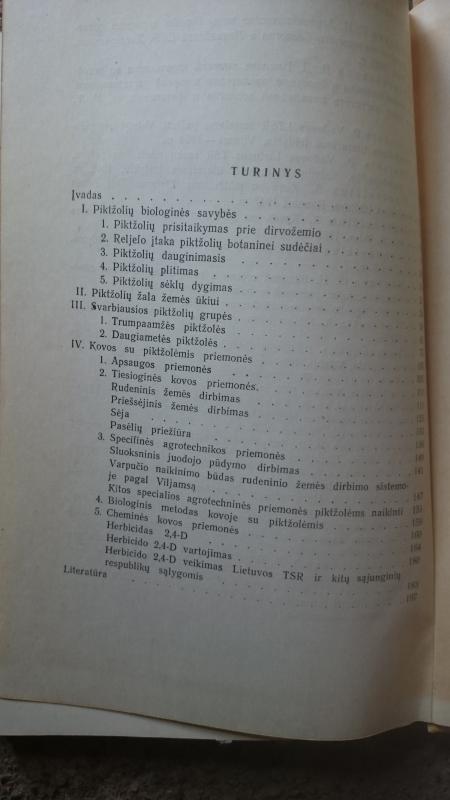 TURINYS
Įvadas
I. Piktžolių biologinės savybės
1. Piktžolių prisitaikymas prie dirvožemio
2. Reljefo įtaka piktžolių botaninei sudėčiai
3. Piktžolių dauginimasis
4. Piktžolių plitimas
5. Piktžolių sėklų dygimas
II. Piktžolių žala žemės ūkiui
III. Svarbiausios piktžolių grupės
1. Trumpaamžės piktžolės
2. Daugiametės piktžolės
IV. Kovos su piktžolėmis priemonės
1. Apsaugos priemonės
2. Tiesioginės kovos priemonės.
Rudeninis žemės dirbimas
Priešsėjinis žemės dirbimas
Sėja
Pasėlių priežiūra
3. Specifinės agrotechnikos priemonės
Sluoksninis juodojo pūdymo dirbimas
Varpučio naikinimo būdas rudeninio žemės dirbimo sistemo-
je pagal Viljamsą
Kitos specialios agrotechninės priemonės piktžolėms naikinti
4. Biologinis metodas kovoje su piktžolėmis
5. Cheminės kovos priemonės
Herbicidas 2,4-D
Herbicido 2,4-D vartojimas
Herbicido 2,4-D veikimas Lietuvos TSR ir kitų sąjunginių
respublikų sąlygomis
Literatūra